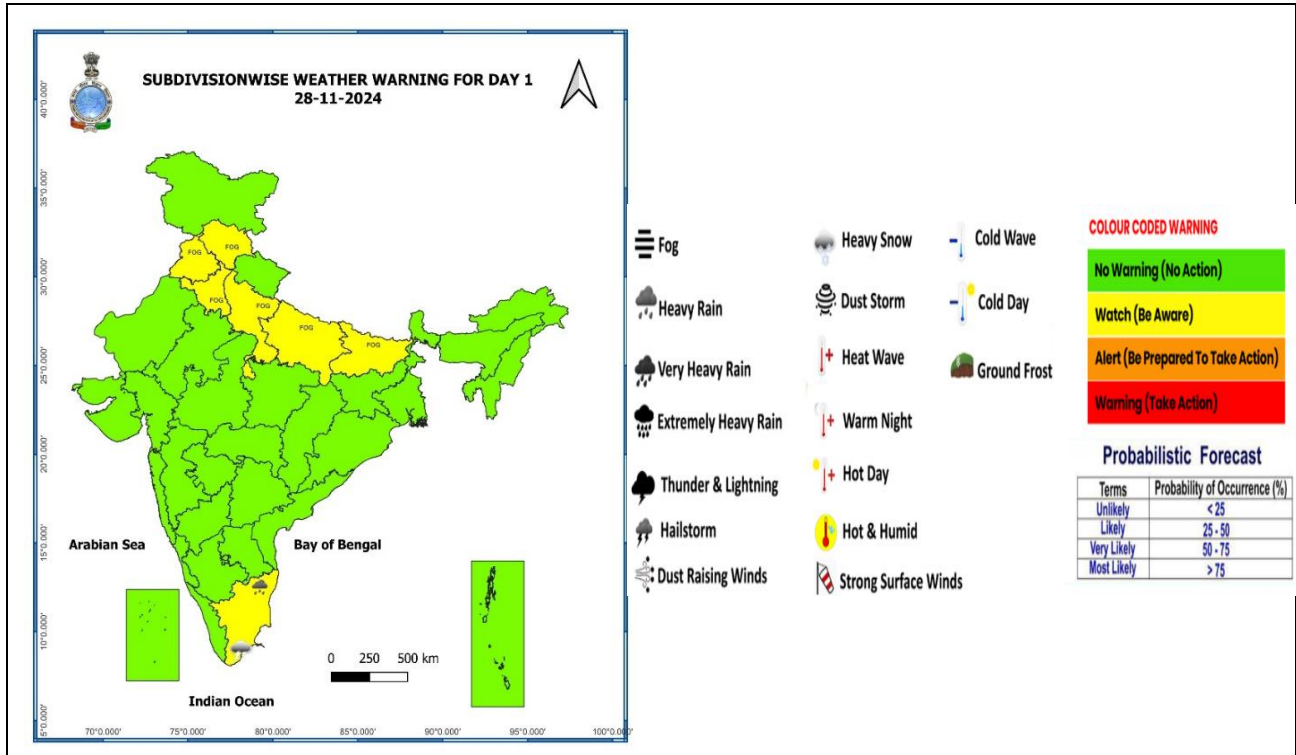 SUBDIVISIONWISE WEATHER WARNING FOR DAY 1
28-11-2024
40°0.000'
35°0.000'
30°0.000'
25°0.000'
20°0.000'
15°0.000'
10°0.000'
5°0.000'
FOG
FOG
FOG
FOG
FOG
FOG
Arabian Sea
Bay of Bengal
0 250 500 km
Indian Ocean
70°0.000' 75°0.000' 80°0.000' 85°0.000' 90°0.000' 95°0.000' 100°0.000'
Fog
Heavy Rain
Very Heavy Rain
Extremely Heavy Rain
Thunder & Lightning
Hailstorm
Dust Raising Winds
Heavy Snow
Dust Storm
Heat Wave
Warm Night
Hot Day
Hot & Humid
Strong Surface Winds
Cold Wave
Cold Day
Ground Frost
COLOUR CODED WARNING
No Warning (No Action)
Watch (Be Aware)
Alert (Be Prepared To Take Action)
Warning (Take Action)
Probabilistic Forecast
Terms Probability of Occurrence (%)
Unlikely < 25
Likely 25 - 50
Very Likely 50 - 75
Most Likely > 75